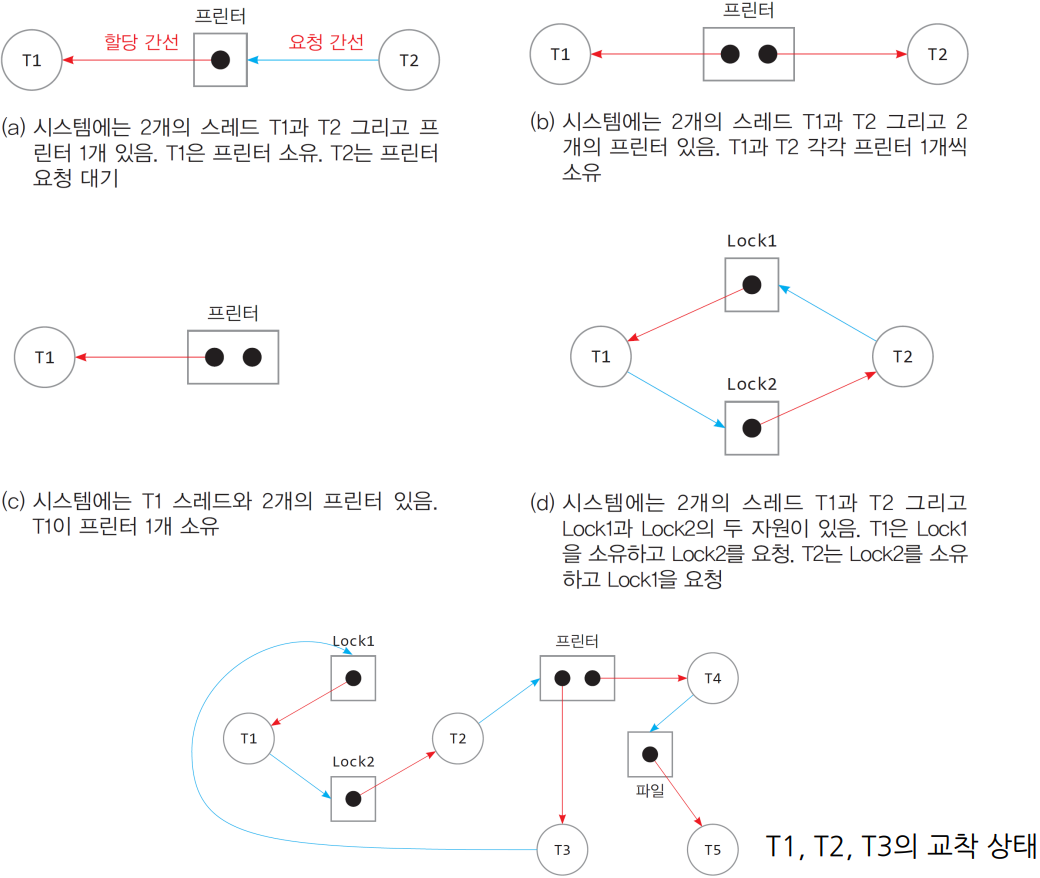 프린터
T1
할당 간선
요청 간선
T2
(a) 시스템에는 2개의 스레드 T1과 T2 그리고 프
린터 1개 있음. T1은 프린터 소유. T2는 프린터
요청 대기
프린터
T1
T2
(b) 시스템에는 2개의 스레드 T1과 T2 그리고 2
개의 프린터 있음. T1과 T2 각각 프린터 1개씩
소유
프린터
T1
(c) 시스템에는 T1 스레드와 2개의 프린터 있음.
T1이 프린터 1개 소유
Lock1
T1
T2
Lock2
(d) 시스템에는 2개의 스레드 T1과 T2 그리고
Lock1과 Lock2의 두 자원이 있음. T1은 Lock1
을 소유하고 Lock2를 요청. T2는 Lock2를 소유
하고 Lock1을 요청
Lock1
프린터
T4
T1
T2
Lock2
파일
T3
T5
T1, T2, T3의 교착 상태